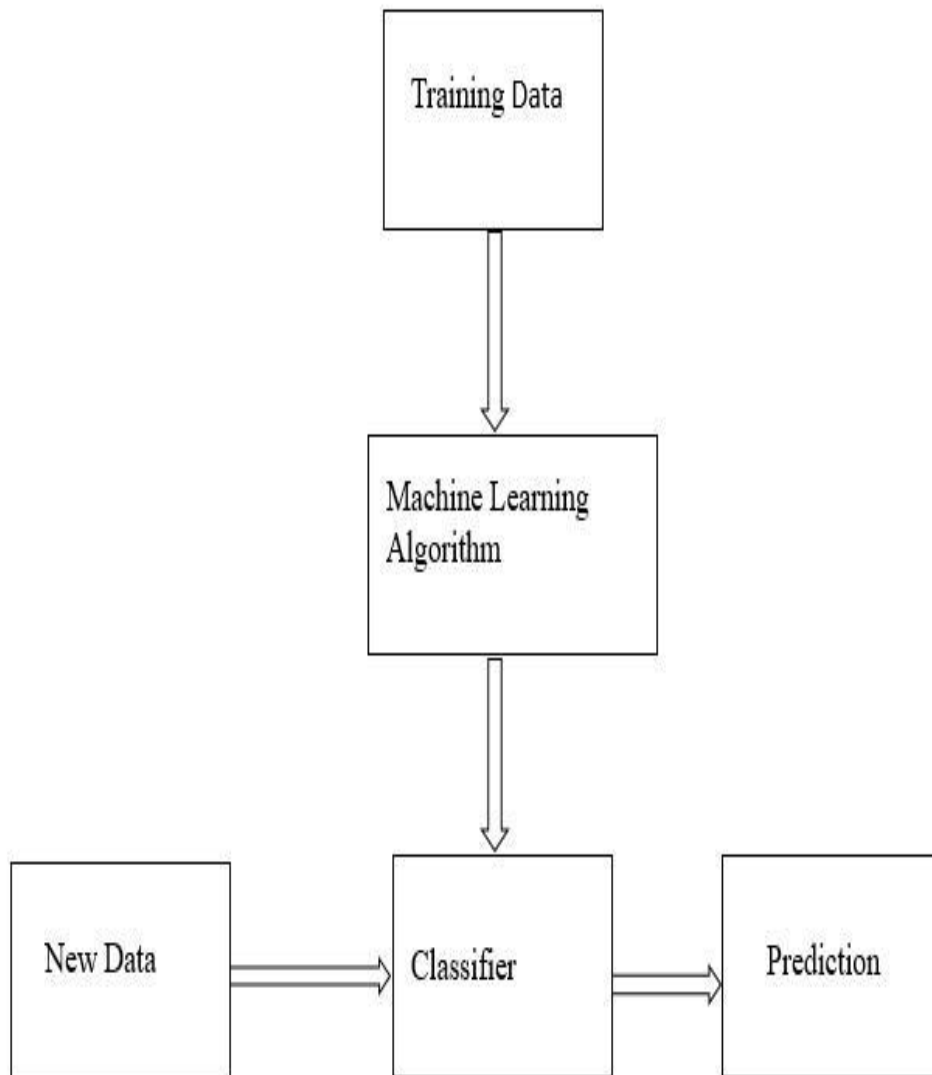 Training Data
Machine Learning
Algorithm
New Data
Classifier
Prediction